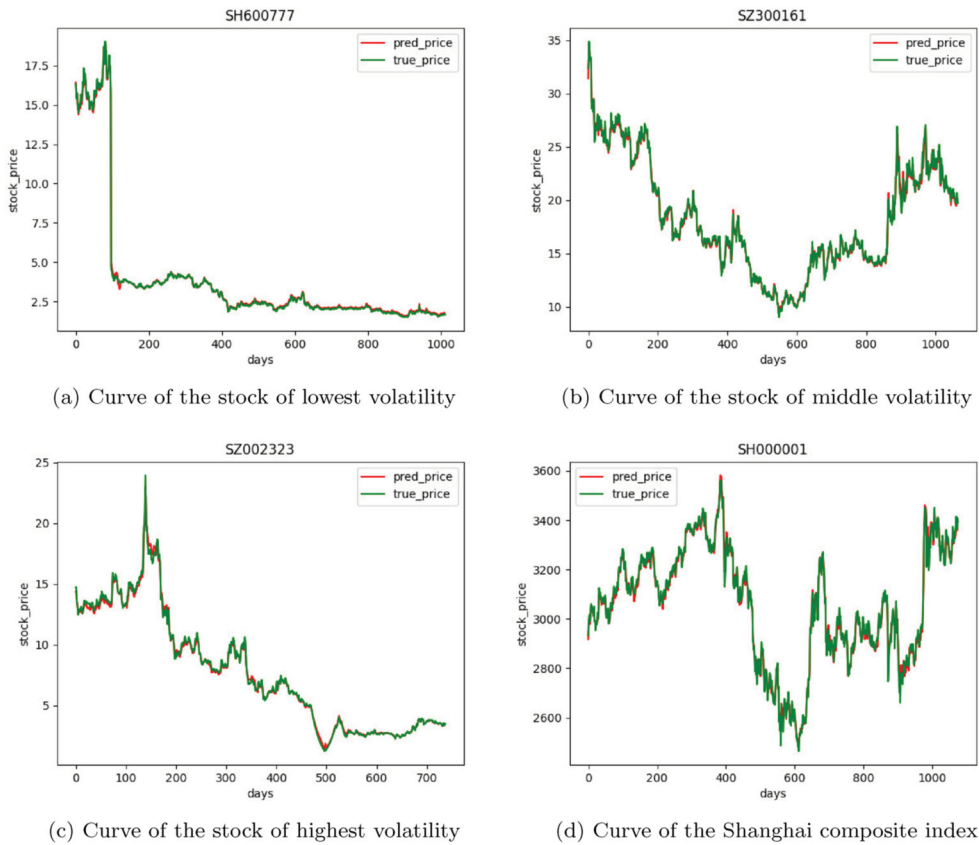 SH600777
pred_price
true_price
17.5
15.0
12.5
10.0
7.5
5.0
2.5
stock_price
0
200
400
600
800
1000
days
(a) Curve of the stock of lowest volatility
SZ300161
pred_price
true_price
35
30
25
20
15
10
stock_price
0
200
400
600
800
1000
days
(b) Curve of the stock of middle volatility
SZ002323
pred_price
true_price
25
20
15
10
5
stock_price
0
100
200
300
400
500
600
700
days
(c) Curve of the stock of highest volatility
SH000001
pred_price
true_price
3600
3400
3200
3000
2800
2600
stock_price
0
200
400
600
800
1000
days
(d) Curve of the Shanghai composite index